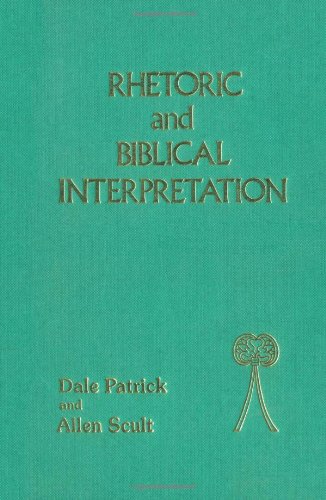 RHETORIC
and
BIBLICAL
INTERPRETATION
Dale Patrick
and
Allen Scult